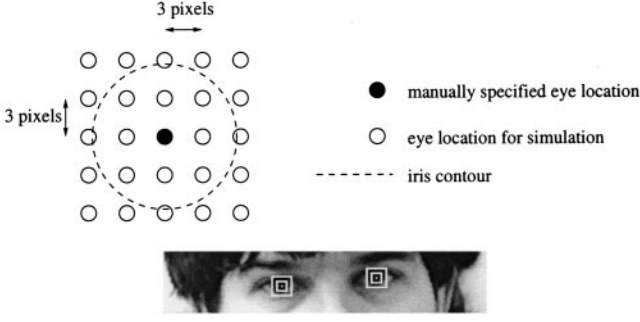 3 pixels
3 pixels
manually specified eye location
eye location for simulation
iris contour